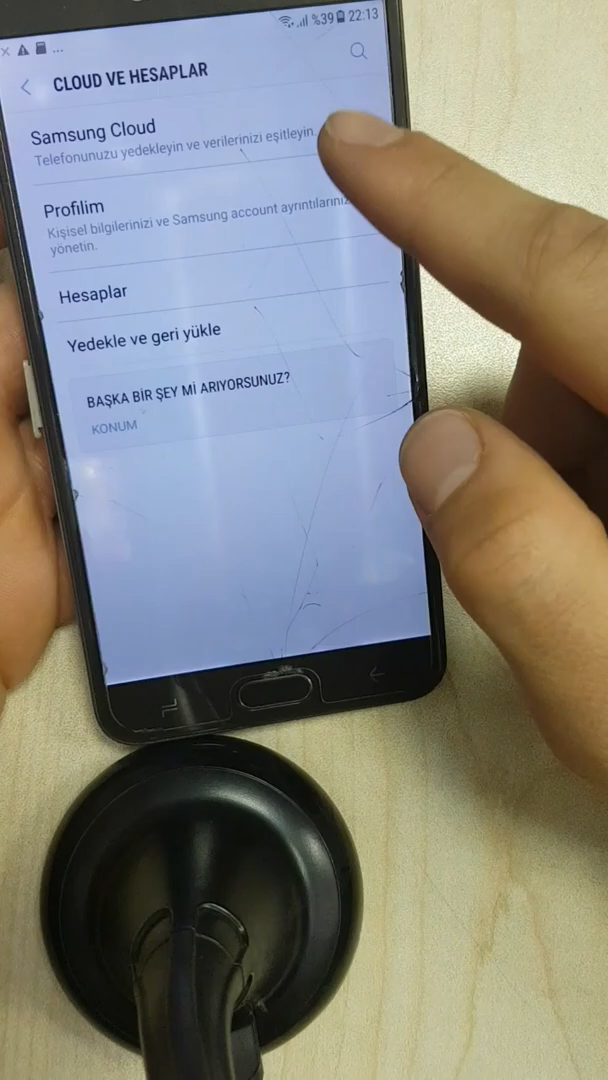 %39 22:13
CLOUD VE HESAPLAR
Samsung Cloud
Telefonunuzu yedekleyin ve verilerinizi eşitleyin.
Profilim
Kişisel bilgilerinizi ve Samsung account ayrıntılarınız
yönetin.
Hesaplar
Yedekle ve geri yükle
BAŞKA BİR ŞEY Mİ ARIYORSUNUZ?
KONUM